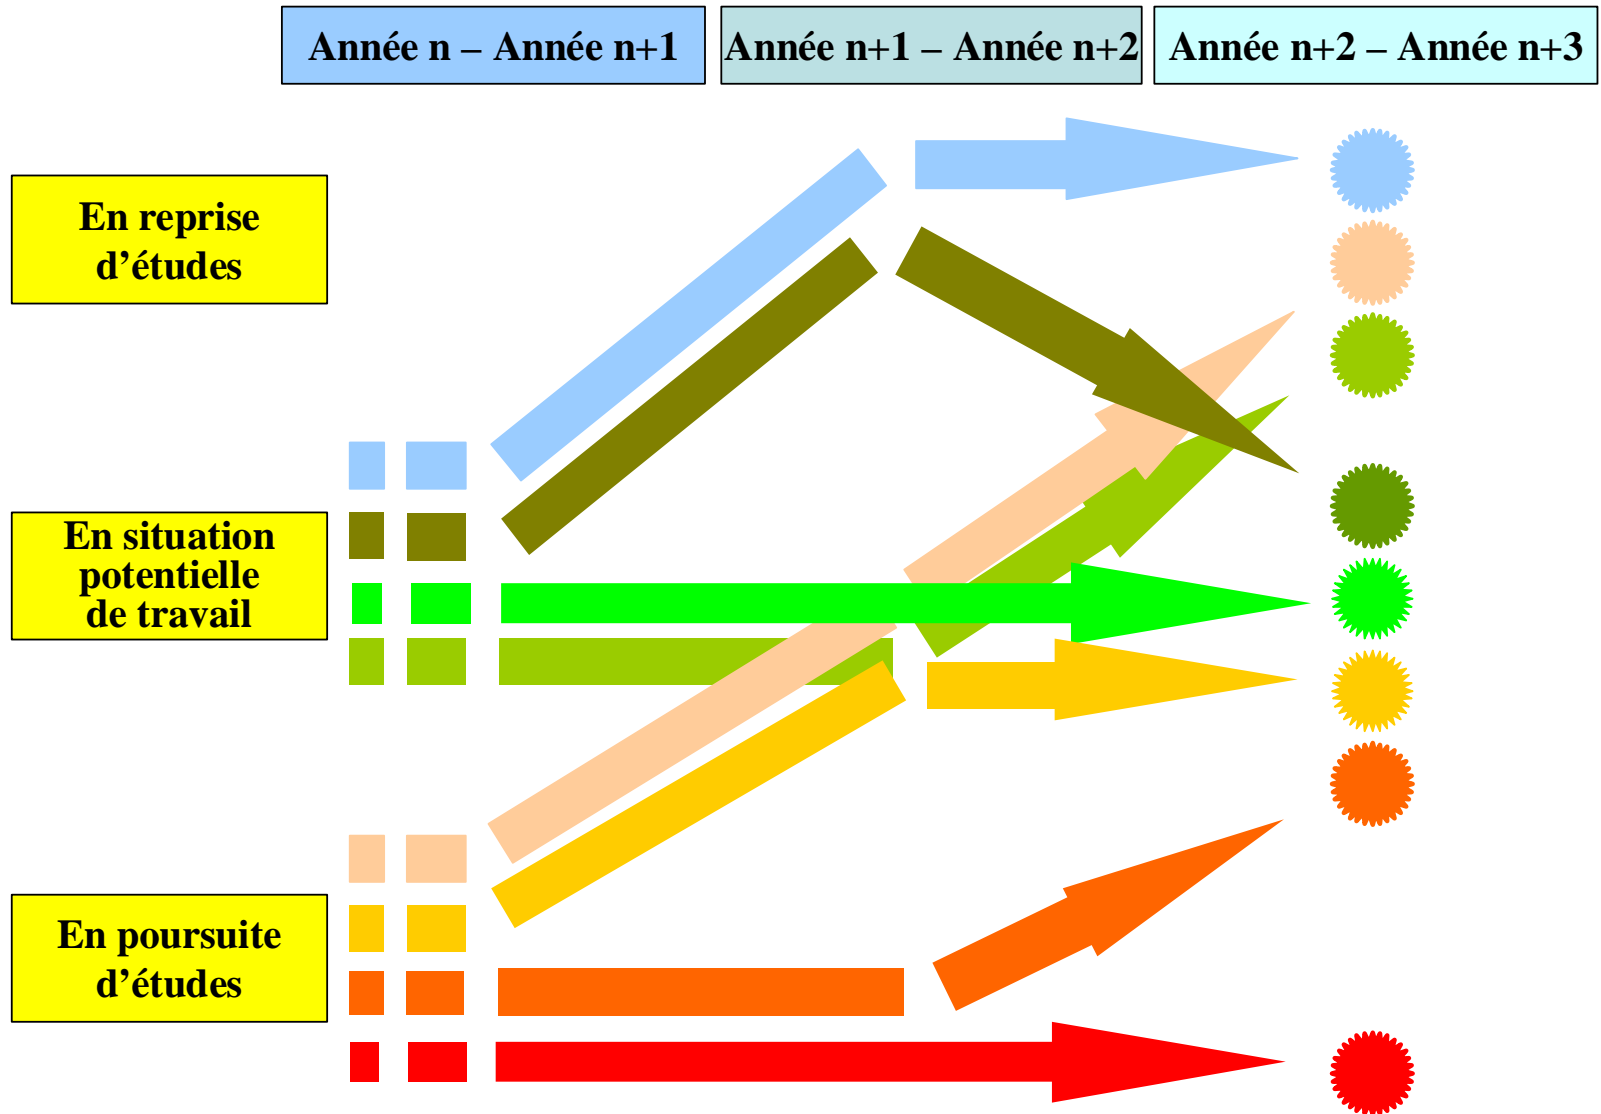 Année n – Année n+1
Année n+1 – Année n+2
Année n+2 – Année n+3
En reprise
d’études
En situation
potentielle
de travail
En poursuite
d’études